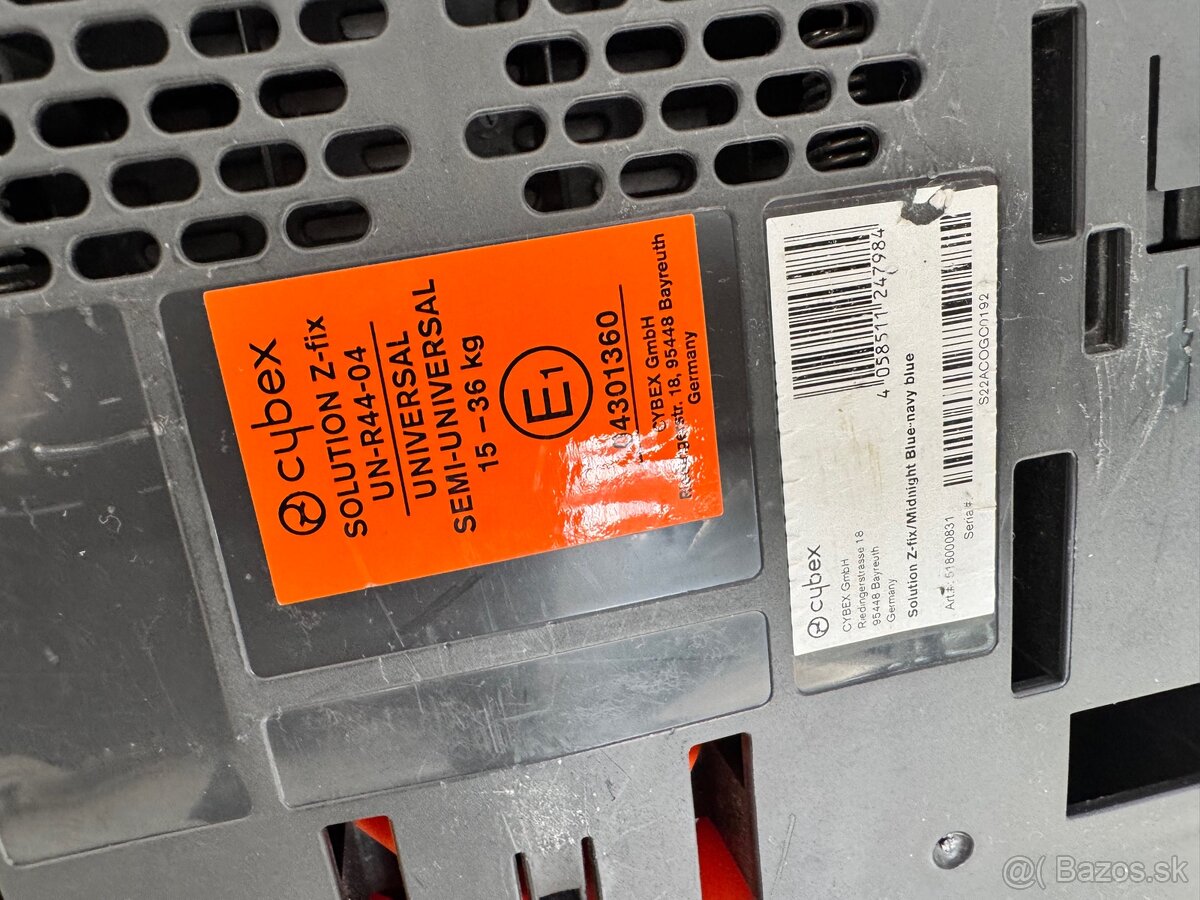 cybex
SOLUTION Z-fix
UN-R44-04
UNIVERSAL
SEMI-UNIVERSAL
15 – 36 kg
E1
04301360
CYBEX GmbH
Riedingerstr. 18, 95448 Bayreuth
Germany
4 058511 247984
cybex
CYBEX GmbH
Riedingerstrasse 18
95448 Bayreuth
Germany
Solution Z-fix/Midnight Blue-navy blue
Art.#: 518000831
Serial#:
S22ACOGC0192
@( Bazos.sk